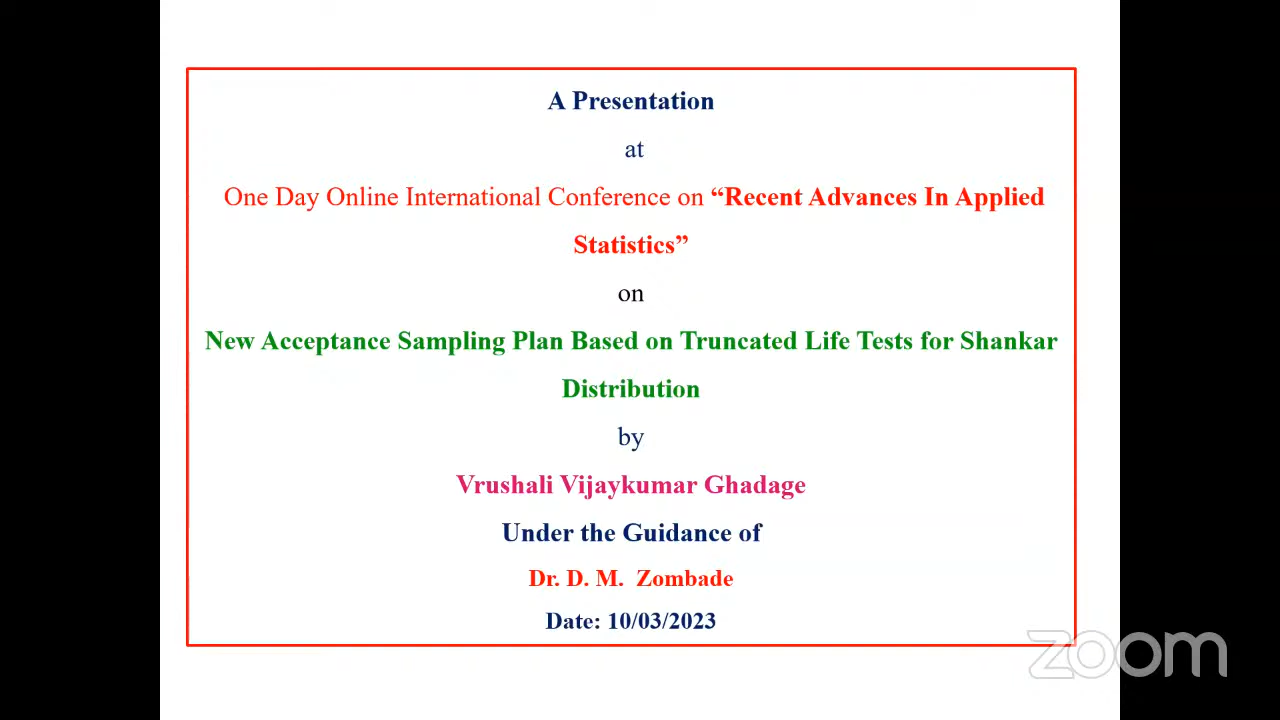 A Presentation
at
One Day Online International Conference on “Recent Advances In Applied
Statistics”
on
New Acceptance Sampling Plan Based on Truncated Life Tests for Shankar
Distribution
by
Vrushali Vijaykumar Ghadage
Under the Guidance of
Dr. D. M.  Zombade
Date: 10/03/2023
zoom